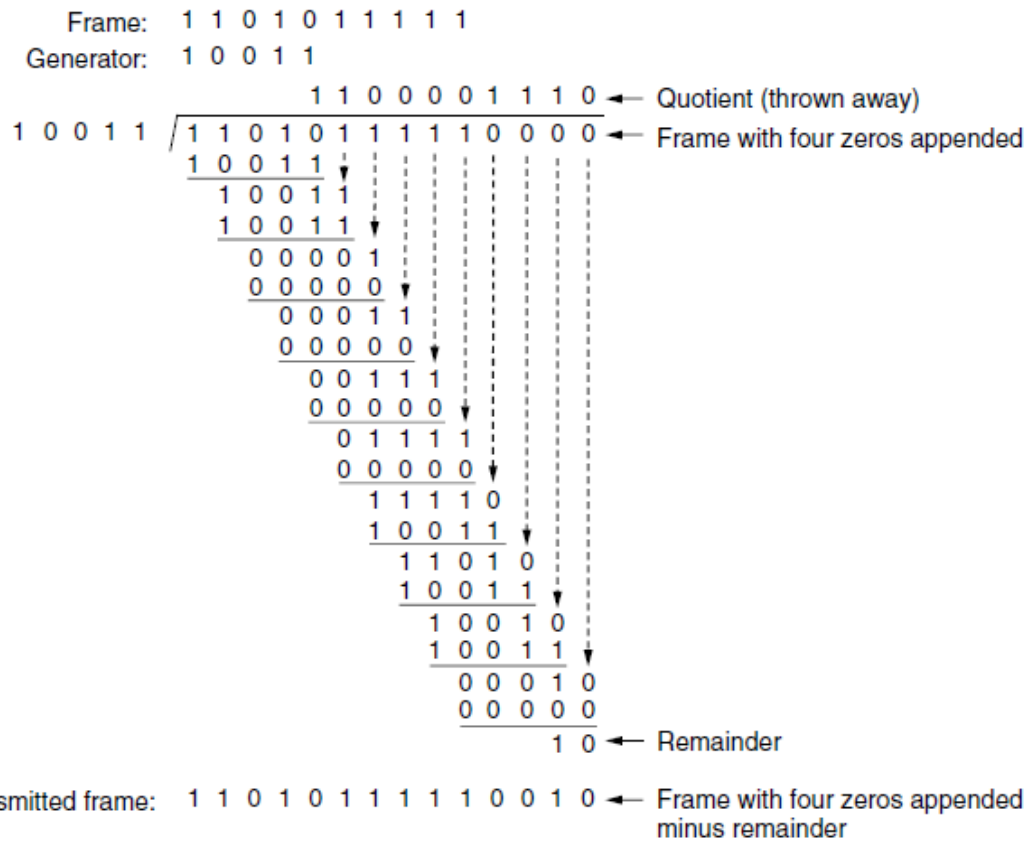 Frame: 1 1 0 1 0 1 1 1 1 1
Generator: 1 0 0 1 1
1 1 0 0 0 0 1 1 1 0 Quotient (thrown away)
1 0 0 1 1 1 1 0 1 0 1 1 1 1 1 0 0 0 0 Frame with four zeros appended
1 0 0 1 1
1 0 0 1 1
1 0 0 1 1
0 0 0 0 1
0 0 0 0 0
0 0 0 1 1
0 0 0 0 0
0 0 1 1 1
0 0 0 0 0
0 1 1 1 1
0 0 0 0 0
1 1 1 1 0
1 0 0 1 1
1 1 0 1 0
1 0 0 1 1
1 0 0 1 0
1 0 0 1 1
0 0 0 1 0
0 0 0 0 0
1 0 Remainder
smitted frame: 1 1 0 1 0 1 1 1 1 1 0 0 1 0 Frame with four zeros appended
minus remainder